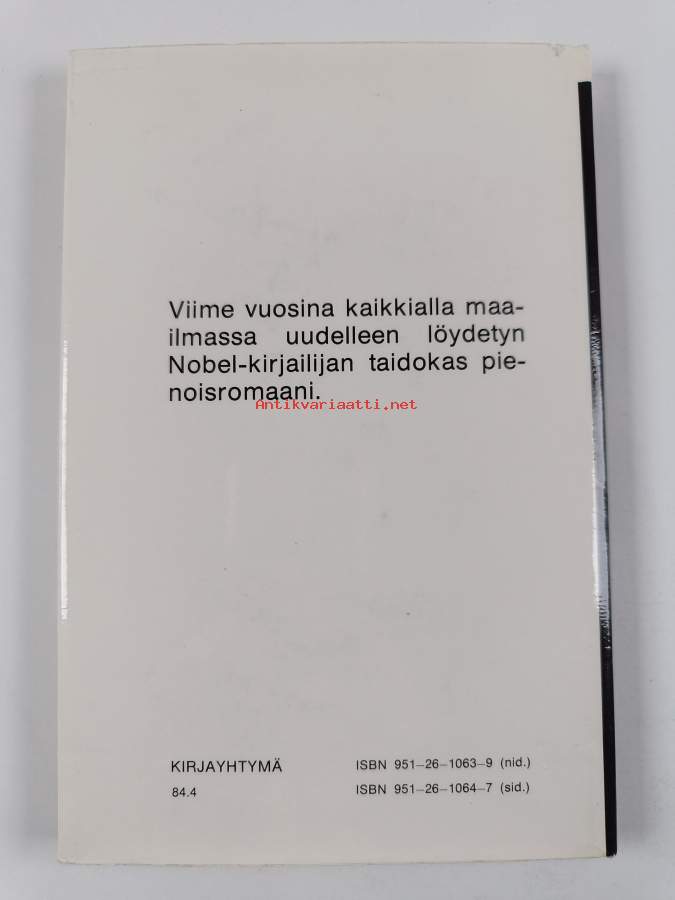 Viime vuosina kaikkialla maa-
ilmassa uudelleen löydetyn
Nobel-kirjailijan taidokas pie-
noisromaani.
Antikvariaatti.net
KIRJAYHTYMÄ
84.4
ISBN 951–26–1063–9 (nid.)
ISBN 951–26–1064–7 (sid.)